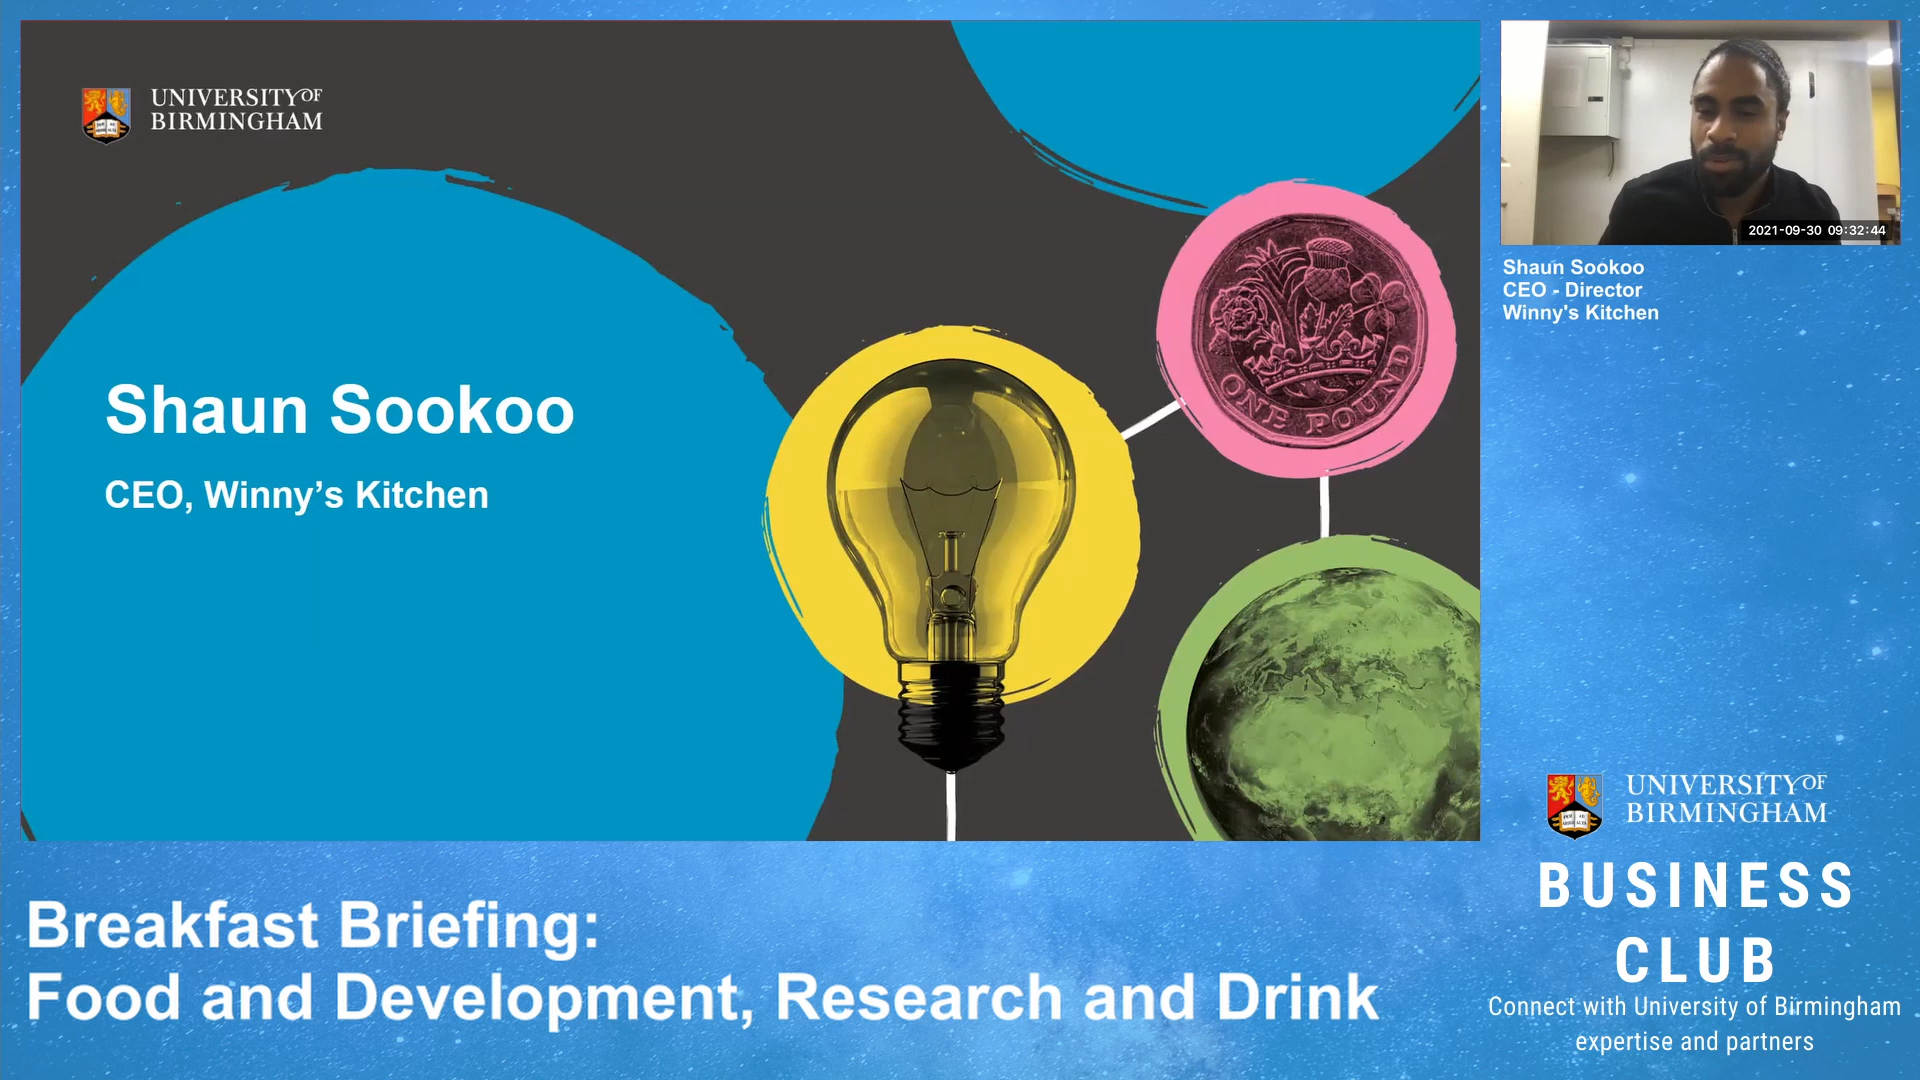 UNIVERSITY OF
BIRMINGHAM
Shaun Sookoo
CEO, Winny’s Kitchen
ONE POUND
2021-09-30 09:32:44
Shaun Sookoo
CEO - Director
Winny's Kitchen
Breakfast Briefing:
Food and Development, Research and Drink
UNIVERSITY OF
BIRMINGHAM
BUSINESS
CLUB
Connect with University of Birmingham
expertise and partners